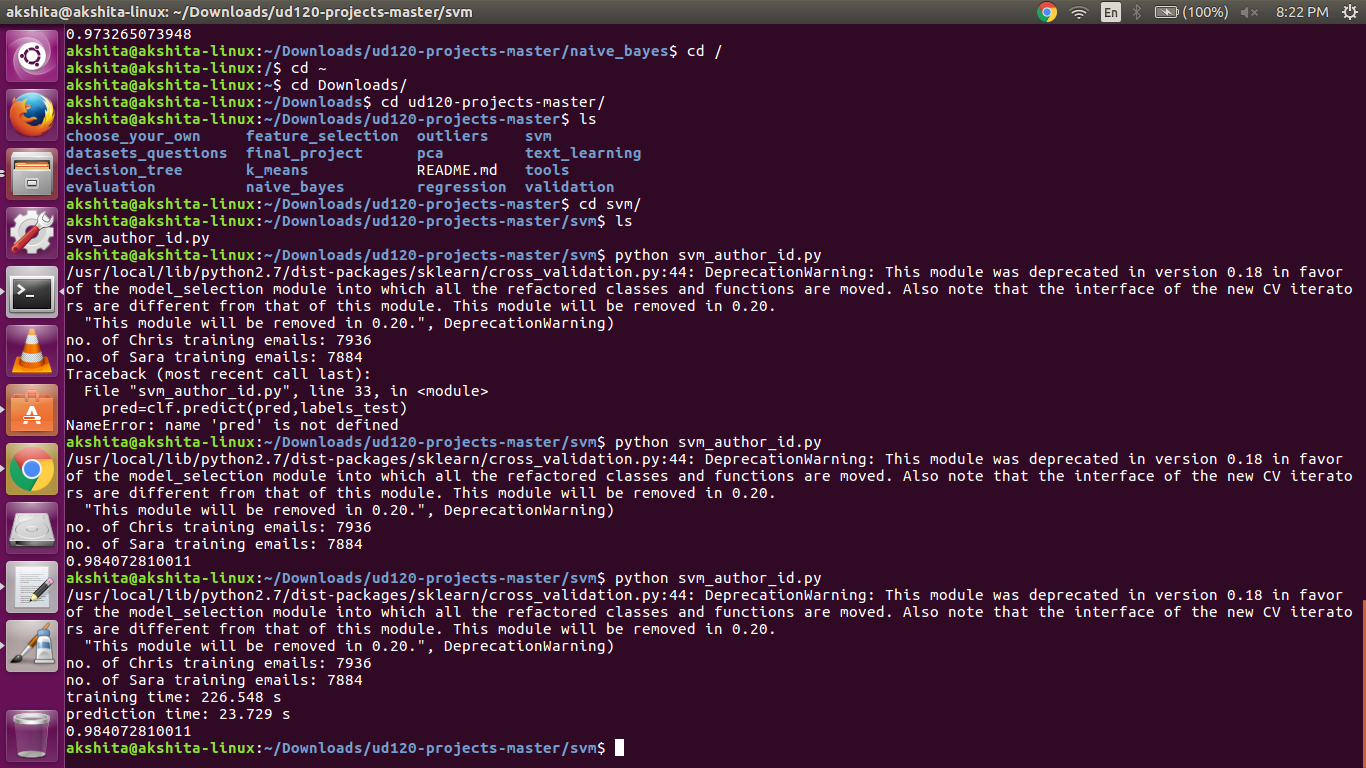 akshita@akshita-linux: ~/Downloads/ud120-projects-master/svm
En
(100%)
8:22 PM
0.973265073948
akshita@akshita-linux:~/Downloads/ud120-projects-master/naive_bayes$ cd /
akshita@akshita-linux:/$ cd ~
akshita@akshita-linux:~$ cd Downloads/
akshita@akshita-linux:~/Downloads$ cd ud120-projects-master/
akshita@akshita-linux:~/Downloads/ud120-projects-master$ ls
choose_your_own     feature_selection  outliers    svm
datasets_questions  final_project      pca         text_learning
decision_tree       k_means            README.md   tools
evaluation          naive_bayes        regression  validation
akshita@akshita-linux:~/Downloads/ud120-projects-master$ cd svm/
akshita@akshita-linux:~/Downloads/ud120-projects-master/svm$ ls
svm_author_id.py
akshita@akshita-linux:~/Downloads/ud120-projects-master/svm$ python svm_author_id.py
/usr/local/lib/python2.7/dist-packages/sklearn/cross_validation.py:44: DeprecationWarning: This module was deprecated in version 0.18 in favor
of the model_selection module into which all the refactored classes and functions are moved. Also note that the interface of the new CV iterato
rs are different from that of this module. This module will be removed in 0.20.
  "This module will be removed in 0.20.", DeprecationWarning)
no. of Chris training emails: 7936
no. of Sara training emails: 7884
Traceback (most recent call last):
  File "svm_author_id.py", line 33, in <module>
    pred=clf.predict(pred,labels_test)
NameError: name 'pred' is not defined
akshita@akshita-linux:~/Downloads/ud120-projects-master/svm$ python svm_author_id.py
/usr/local/lib/python2.7/dist-packages/sklearn/cross_validation.py:44: DeprecationWarning: This module was deprecated in version 0.18 in favor
of the model_selection module into which all the refactored classes and functions are moved. Also note that the interface of the new CV iterato
rs are different from that of this module. This module will be removed in 0.20.
  "This module will be removed in 0.20.", DeprecationWarning)
no. of Chris training emails: 7936
no. of Sara training emails: 7884
0.984072810011
akshita@akshita-linux:~/Downloads/ud120-projects-master/svm$ python svm_author_id.py
/usr/local/lib/python2.7/dist-packages/sklearn/cross_validation.py:44: DeprecationWarning: This module was deprecated in version 0.18 in favor
of the model_selection module into which all the refactored classes and functions are moved. Also note that the interface of the new CV iterato
rs are different from that of this module. This module will be removed in 0.20.
  "This module will be removed in 0.20.", DeprecationWarning)
no. of Chris training emails: 7936
no. of Sara training emails: 7884
training time: 226.548 s
prediction time: 23.729 s
0.984072810011
akshita@akshita-linux:~/Downloads/ud120-projects-master/svm$